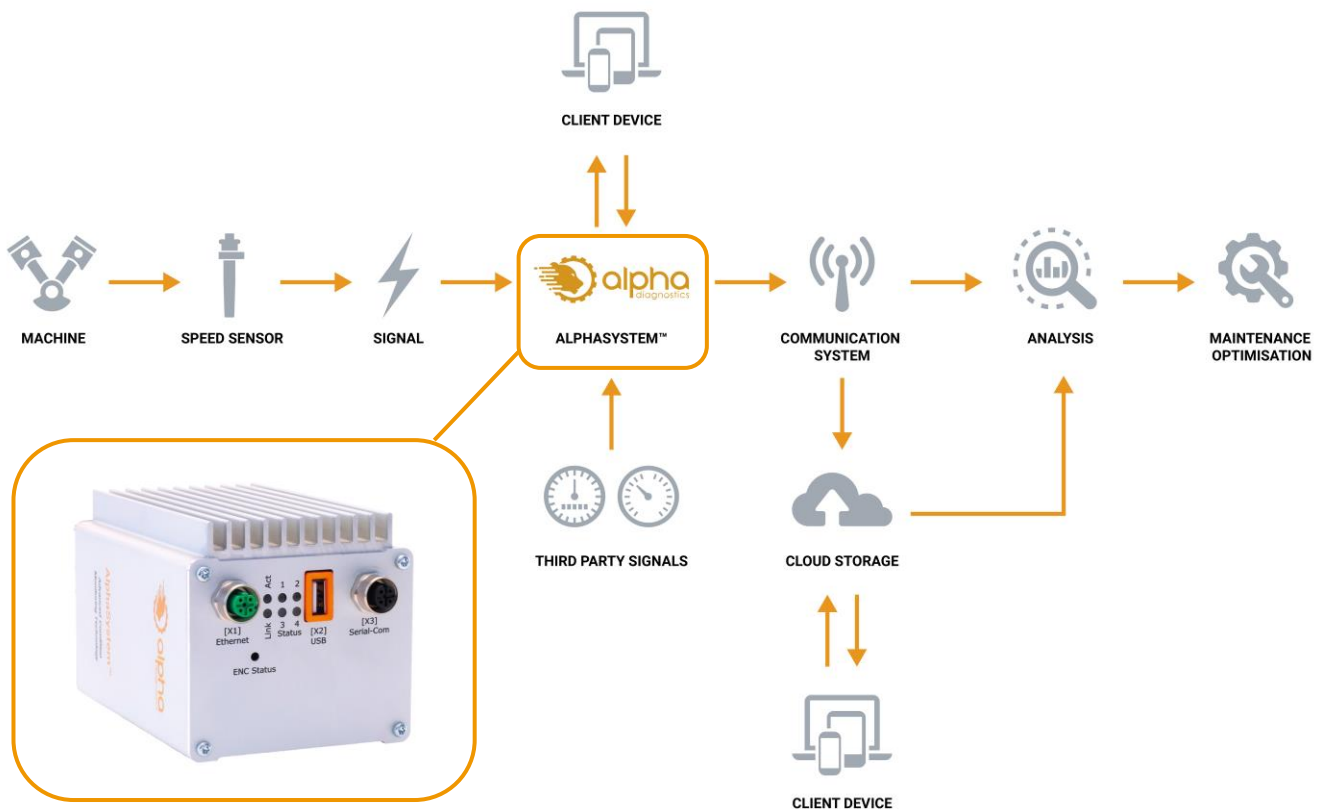 CLIENT DEVICE
alpha
diagnostics
MACHINE
SPEED SENSOR
SIGNAL
ALPHASYSTEM™
COMMUNICATION
SYSTEM
ANALYSIS
MAINTENANCE
OPTIMISATION
THIRD PARTY SIGNALS
CLOUD STORAGE
CLIENT DEVICE
alpha
AlphaSystem™
Act
1 2
Link
3 4
Status
[X1]
Ethernet
[X2]
USB
[X3]
Serial-Com
ENC Status